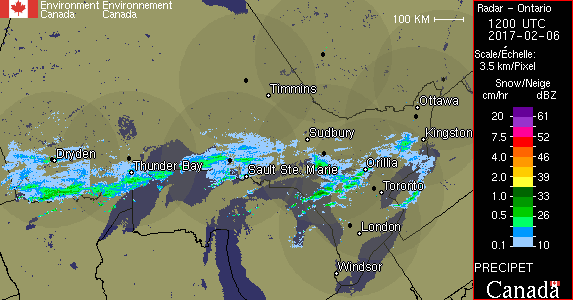 Environment Environnement
Canada Canada
100 KM
Timmins
Ottawa
Sudbury
Kingston
Dryden
Thunder Bay
Sault Ste. Marie
Orillia
Toronto
London
Windsor
Radar - Ontario
1200 UTC
2017-02-06
Scale/Échelle:
3.5 km/Pixel
Snow/Neige
cm/hr dBZ
20 61
7.5 52
4.0 46
2.0 39
1.0 33
0.5 26
0.1 10
PRECIPET
Canada